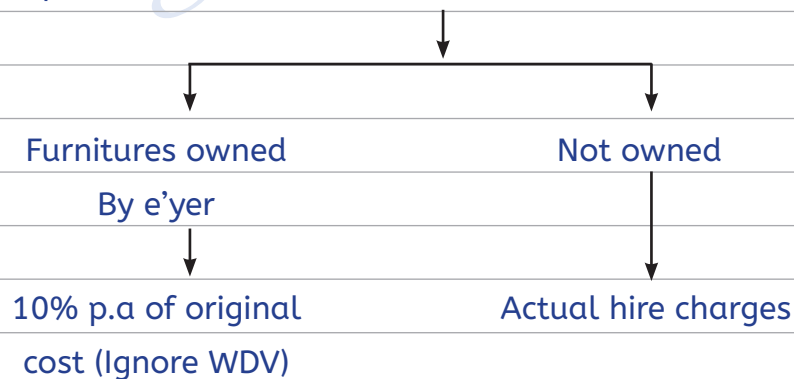 Furnitures owned
By e'yer
10% p.a of original
cost (Ignore WDV)
Not owned
Actual hire charges